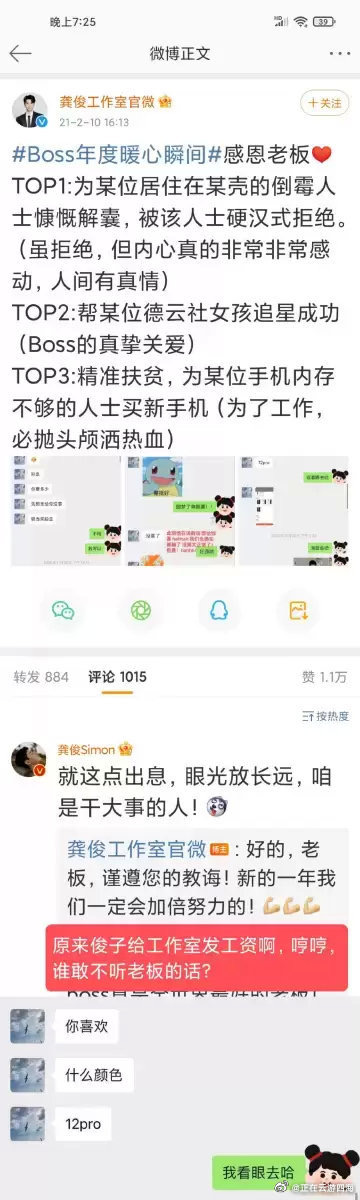 晚上7:25
39
微博正文
龚俊工作室官微
+关注
21-2-10 16:13
#Boss年度暖心瞬间#感恩老板
TOP1:为某位居住在某壳的倒霉人
士慷慨解囊，被该人士硬汉式拒绝。
（虽拒绝，但内心真的非常非常感
动，人间有真情）
TOP2:帮某位德云社女孩追星成功
（Boss的真挚关爱）
TOP3:精准扶贫，为某位手机内存
不够的人士买新手机（为了工作，
必抛头颅洒热血）
12pro
转发 884
评论 1015
赞 1.1万
按热度
龚俊Simon
就这点出息，眼光放长远，咱
是干大事的人！
龚俊工作室官微 博主 : 好的，老
板，谨遵您的教诲！新的一年我
们一定会加倍努力的！
原来俊子给工作室发工资啊，哼哼，
谁敢不听老板的话？
你喜欢
什么颜色
12pro
我看眼去哈
@正在云游四海